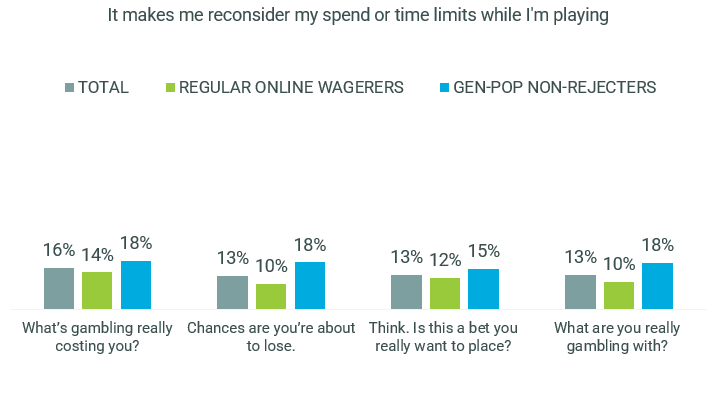 It makes me reconsider my spend or time limits while I'm playing
TOTAL REGULAR ONLINE WAGERERS GEN-POP NON-REJECTERS
16% 14% 18% 13% 10% 18% 13% 12% 15% 13% 10% 18%
What's gambling really Chances are you're about Think. Is this a bet you What are you really
costing you? to lose. really want to place? gambling with?